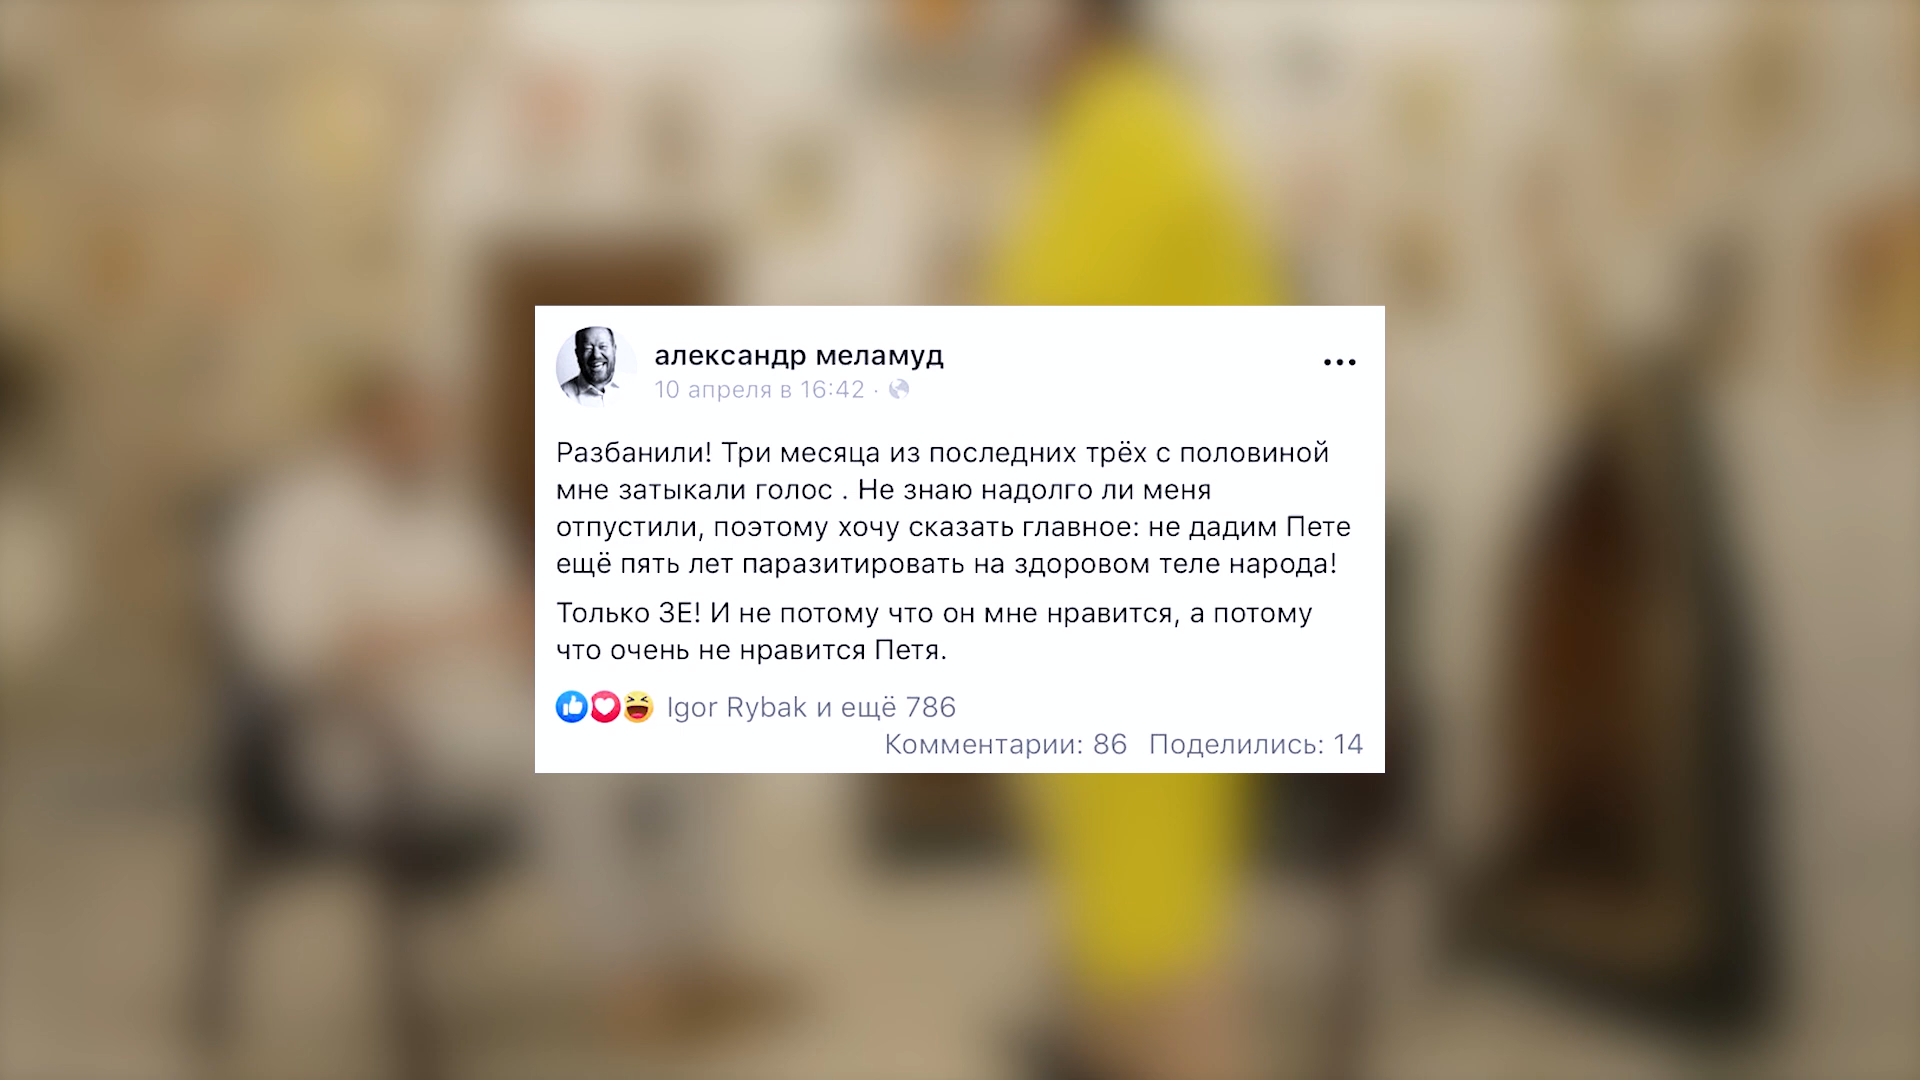 александр меламуд
10 апреля в 16:42 ·
Разбанили! Три месяца из последних трёх с половиной
мне затыкали голос . Не знаю надолго ли меня
отпустили, поэтому хочу сказать главное: не дадим Пете
ещё пять лет паразитировать на здоровом теле народа!
Только ЗЕ! И не потому что он мне нравится, а потому
что очень не нравится Петя.
Igor Rybak и ещё 786
Комментарии: 86 Поделились: 14